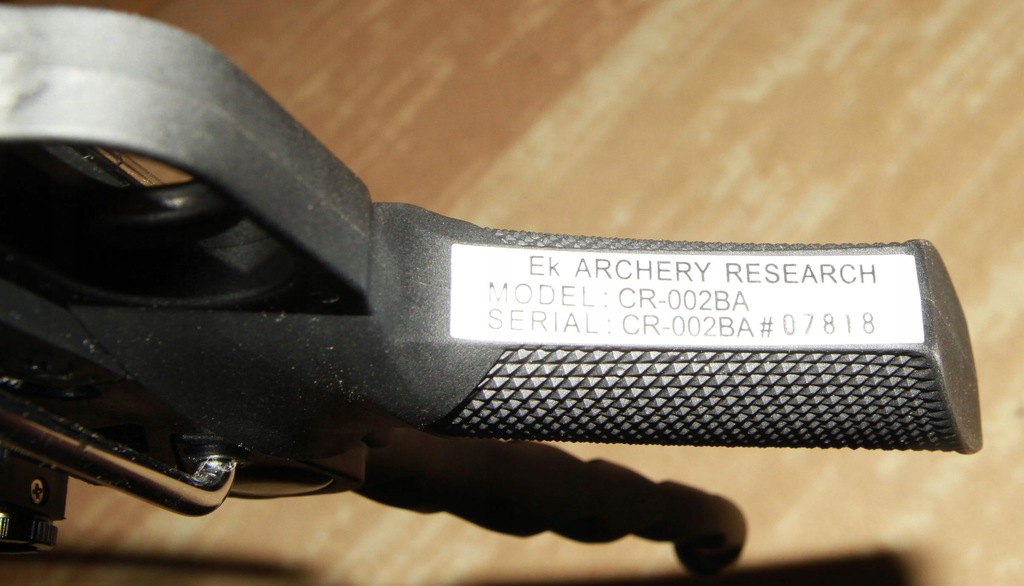 Ek ARCHERY RESEARCH
MODEL: CR-002BA
SERIAL: CR-002BA#07818